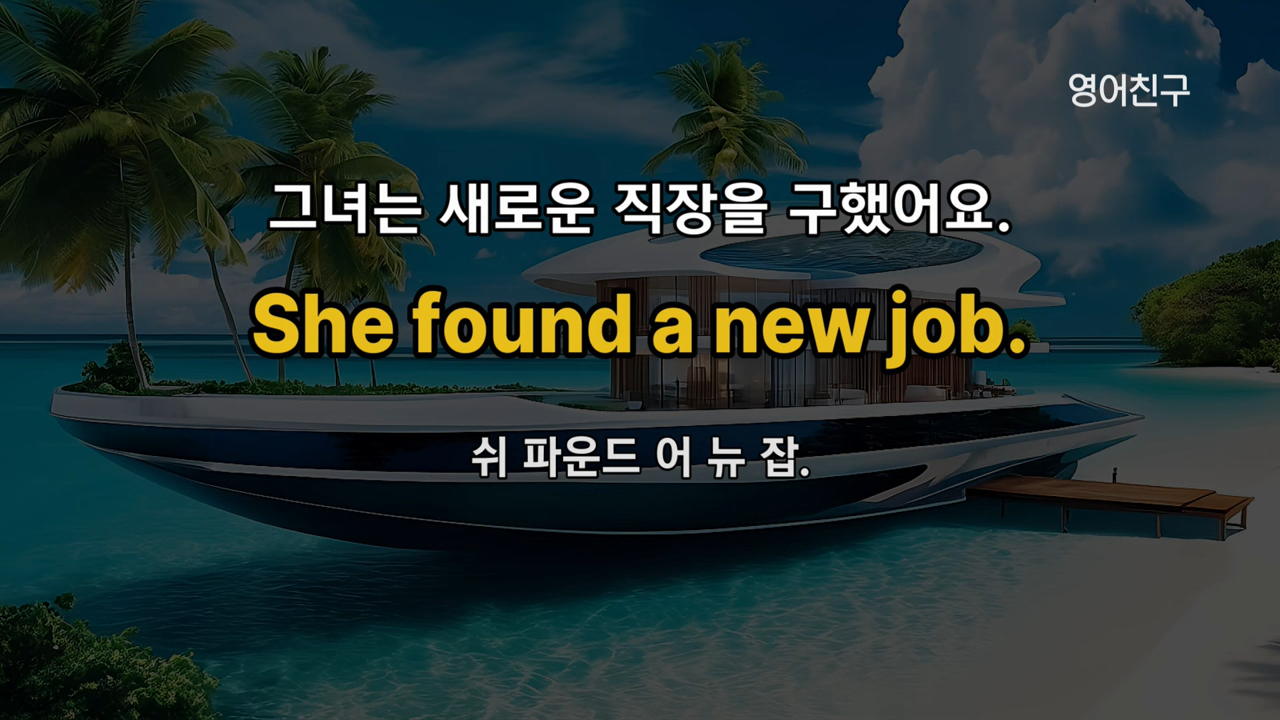 영어친구
그녀는 새로운 직장을 구했어요.
She found a new job.
쉬 파운드 어 뉴 잡.